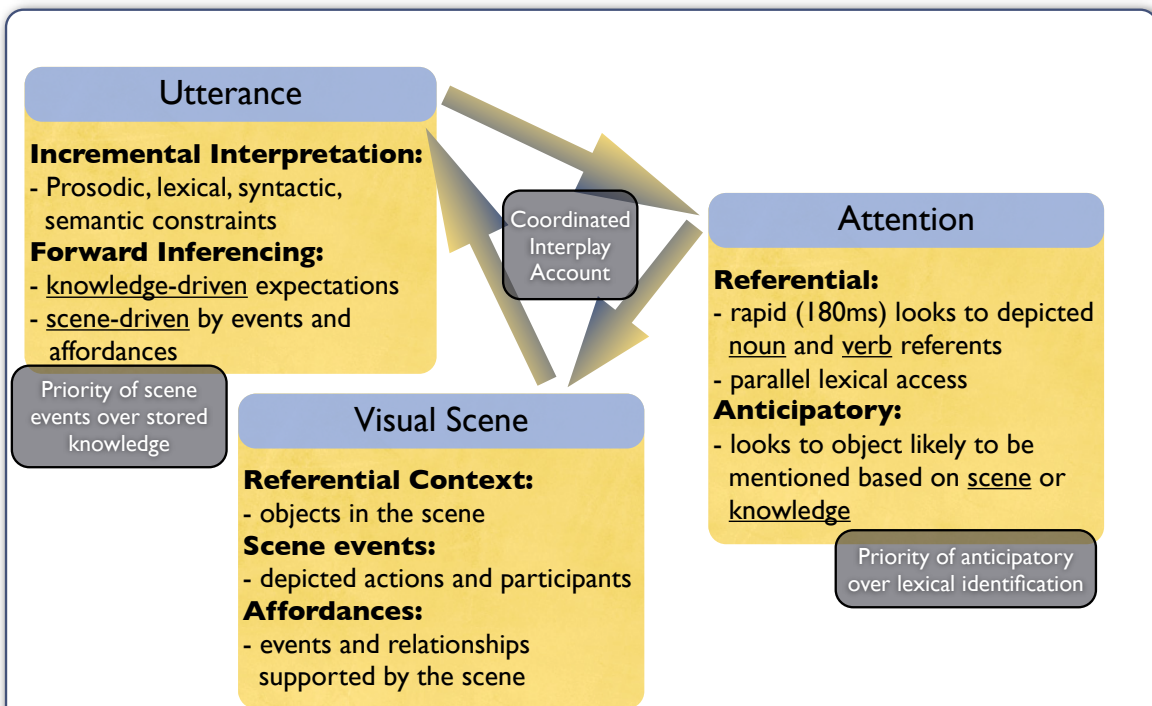 Utterance
Incremental Interpretation:
- Prosodic, lexical, syntactic,
semantic constraints
Forward Inferencing:
- knowledge-driven expectations
- scene-driven by events and
affordances
Priority of scene
events over stored
knowledge
Coordinated
Interplay
Account
Attention
Referential:
- rapid (180ms) looks to depicted
noun and verb referents
- parallel lexical access
Anticipatory:
- looks to object likely to be
mentioned based on scene or
knowledge
Priority of anticipatory
over lexical identification
Visual Scene
Referential Context:
- objects in the scene
Scene events:
- depicted actions and participants
Affordances:
- events and relationships
supported by the scene